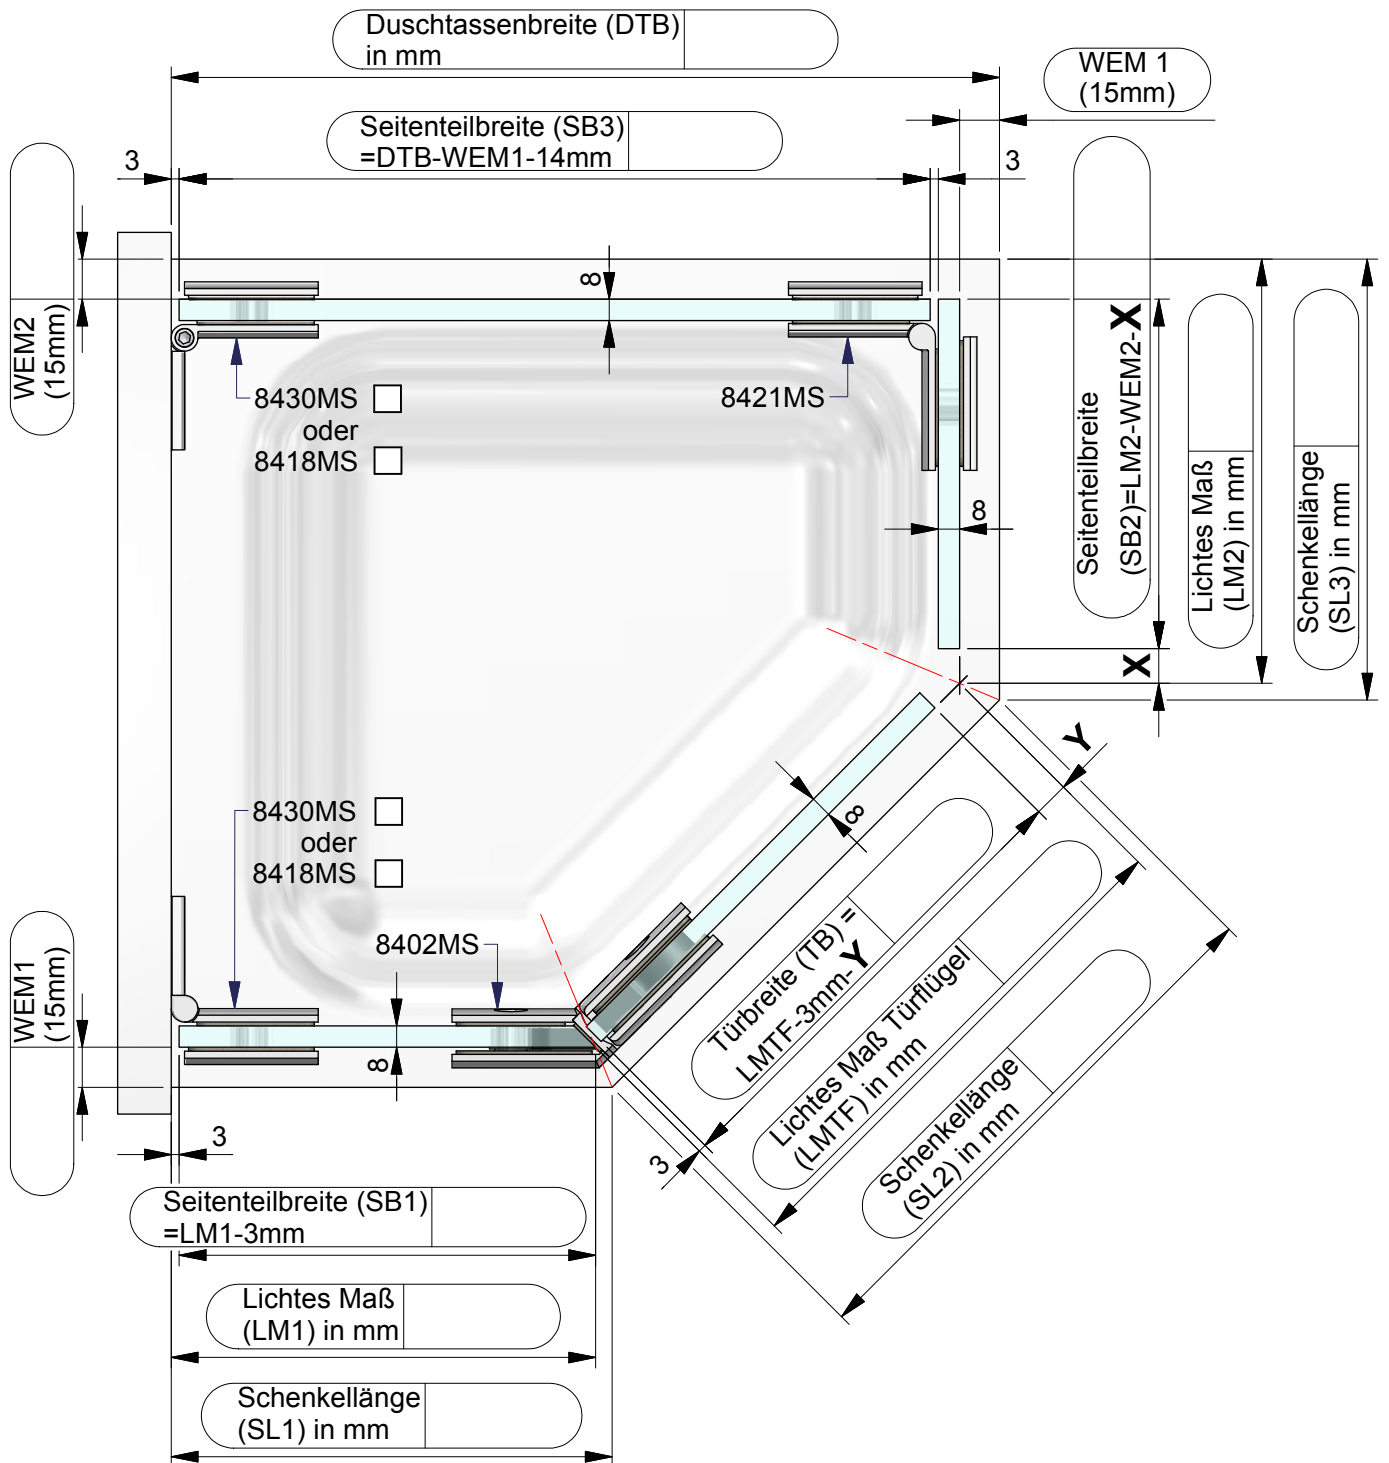 Duschtassenbreite (DTB)
in mm
WEM 1
(15mm)
Seitenteilbreite (SB3)
=DTB-WEM1-14mm
3
3
WEM2
(15mm)
8
8430MS
oder
8418MS
8421MS
8
Seitenteilbreite
(SB2)=LM2-WEM2-X
Lichtes Maß
(LM2) in mm
Schenkellänge
(SL3) in mm
X
Y
8
8430MS
oder
8418MS
8402MS
Türbreite (TB) =
LMTF-3mm-Y
Lichtes Maß Türflügel
(LMTF) in mm
Schenkellänge
(SL2) in mm
WEM1
(15mm)
8
3
3
Seitenteilbreite (SB1)
=LM1-3mm
Lichtes Maß
(LM1) in mm
Schenkellänge
(SL1) in mm